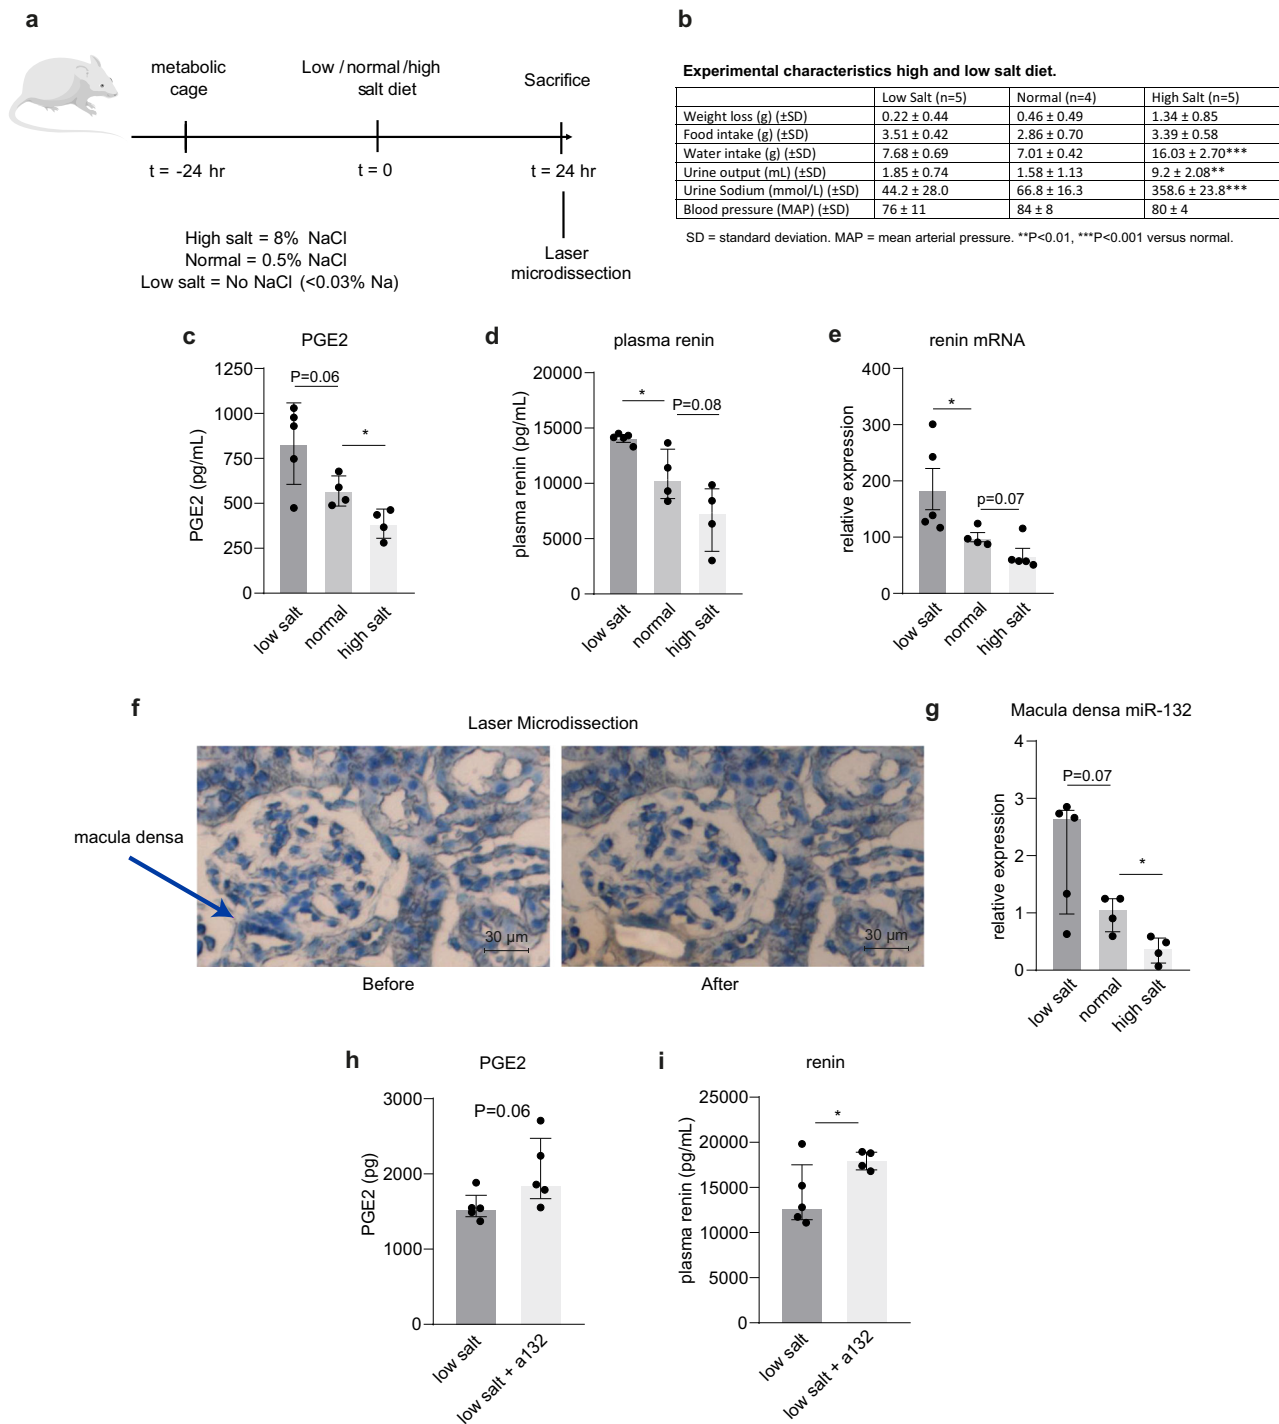 a
metabolic
cage
Low / normal /high
salt diet
Sacrifice
t = -24 hr
t = 0
t = 24 hr
High salt = 8% NaCl
Normal = 0.5% NaCl
Low salt = No NaCl (<0.03% Na)
Laser
microdissection
b
Experimental characteristics high and low salt diet.
Low Salt (n=5) Normal (n=4) High Salt (n=5)
Weight loss (g) (±SD) 0.22 ± 0.44 0.46 ± 0.49 1.34 ± 0.85
Food intake (g) (±SD) 3.51 ± 0.42 2.86 ± 0.70 3.39 ± 0.58
Water intake (g) (±SD) 7.68 ± 0.69 7.01 ± 0.42 16.03 ± 2.70***
Urine output (mL) (±SD) 1.85 ± 0.74 1.58 ± 1.13 9.2 ± 2.08**
Urine Sodium (mmol/L) (±SD) 44.2 ± 28.0 66.8 ± 16.3 358.6 ± 23.8***
Blood pressure (MAP) (±SD) 76 ± 11 84 ± 8 80 ± 4
SD = standard deviation. MAP = mean arterial pressure. **P<0.01, ***P<0.001 versus normal.
c
PGE2
PGE2 (pg/mL)
1250
1000
750
500
250
0
P=0.06
*
low salt
normal
high salt
d
plasma renin
plasma renin (pg/mL)
20000
15000
10000
5000
0
*
P=0.08
low salt
normal
high salt
e
renin mRNA
relative expression
400
300
200
100
0
*
p=0.07
low salt
normal
high salt
f
Laser Microdissection
macula densa
30 µm
30 µm
Before
After
g
Macula densa miR-132
relative expression
4
3
2
1
0
P=0.07
*
low salt
normal
high salt
h
PGE2
PGE2 (pg)
3000
2000
1000
0
P=0.06
low salt
low salt + a132
i
renin
plasma renin (pg/mL)
25000
20000
15000
10000
5000
0
*
low salt
low salt + a132